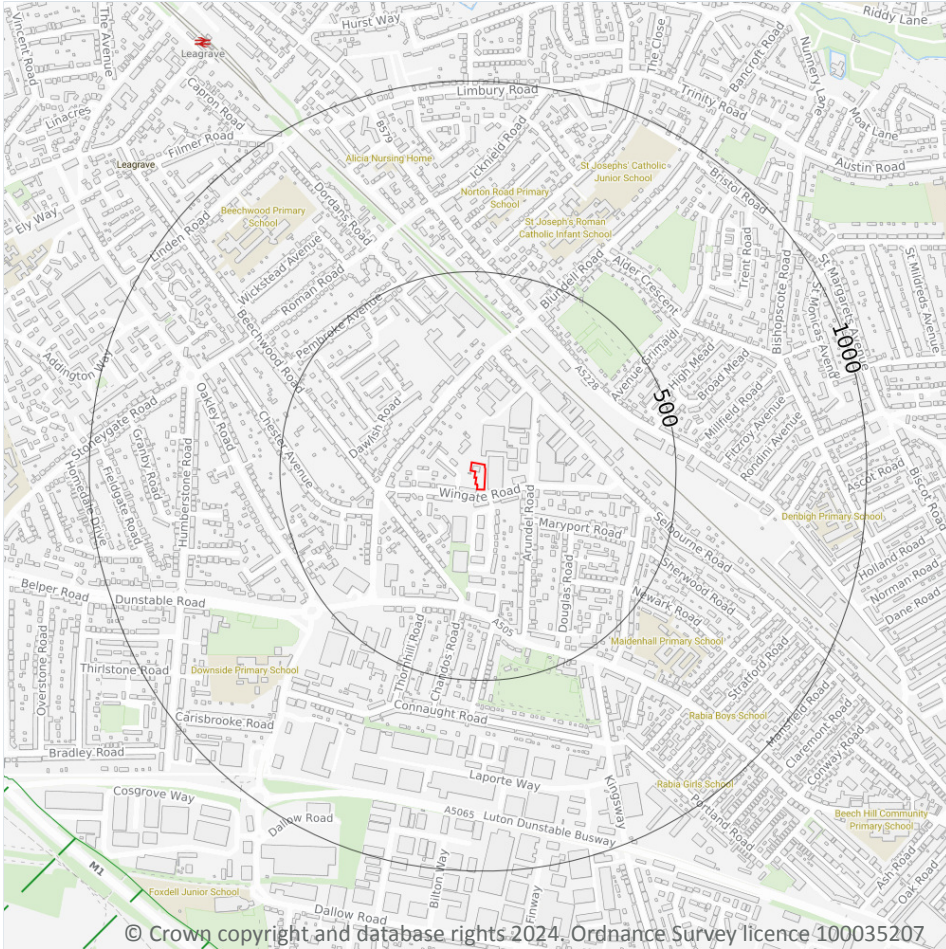 Vincent Road
The Avenue
Hurst Way
The Close
Riddy Lane
Leagrave
Bancroft Road
Nunnery Lane
Linacres
Capron Road
Limbury Road
Trinity Road
Moat Lane
Filmer Road
B579
Icknield Road
Austin Road
Leagrave
Alicia Nursing Home
St Josephs' Catholic
Junior School
Bristol Road
Ely Way
Dordans Road
Norton Road Primary
School
Beechwood Primary
School
St Joseph's Roman
Catholic Infant School
Linden Road
Trent Road
St Margarets Avenue
St Mildreds Avenue
Wickstead Avenue
Blundell Road
Alder Crescent
Bishopscote Road
St Monicas Avenue
Roman Road
Pembroke Avenue
Beechwood Road
Avenue Grimaldi
1000
Addington Way
High Mead
A5228
Broad Mead
500
Stoneygate Road
Oakley Road
Chester Avenue
Dawlish Road
Millfield Road
Fitzroy Avenue
Rondini Avenue
Granby Road
Fieldgate Road
Homedale Drive
Humberstone Road
Ascot Road
Biscot Road
Wingate Road
Denbigh Primary School
Maryport Road
Arundel Road
Selbourne Road
Holland Road
Norman Road
Dane Road
Belper Road
Dunstable Road
Douglas Road
Sherwood Road
Newark Road
A505
Maidenhall Primary School
Overstone Road
Thirlstone Road
Downside Primary School
Thornhill Road
Chandos Road
Stratford Road
Carisbrooke Road
Connaught Road
Rabia Boys School
Mansfield Road
Claremont Road
Conway Road
Bradley Road
Laporte Way
Rabia Girls School
Kingsway
Cosgrove Way
A5065
Luton Dunstable Busway
Portland Road
Beech Hill Community
Primary School
Dallow Road
M1
Bilton Way
Finway
Ash Road
Oak Road
Foxdell Junior School
Dallow Road
© Crown copyright and database rights 2024. Ordnance Survey licence 100035207.